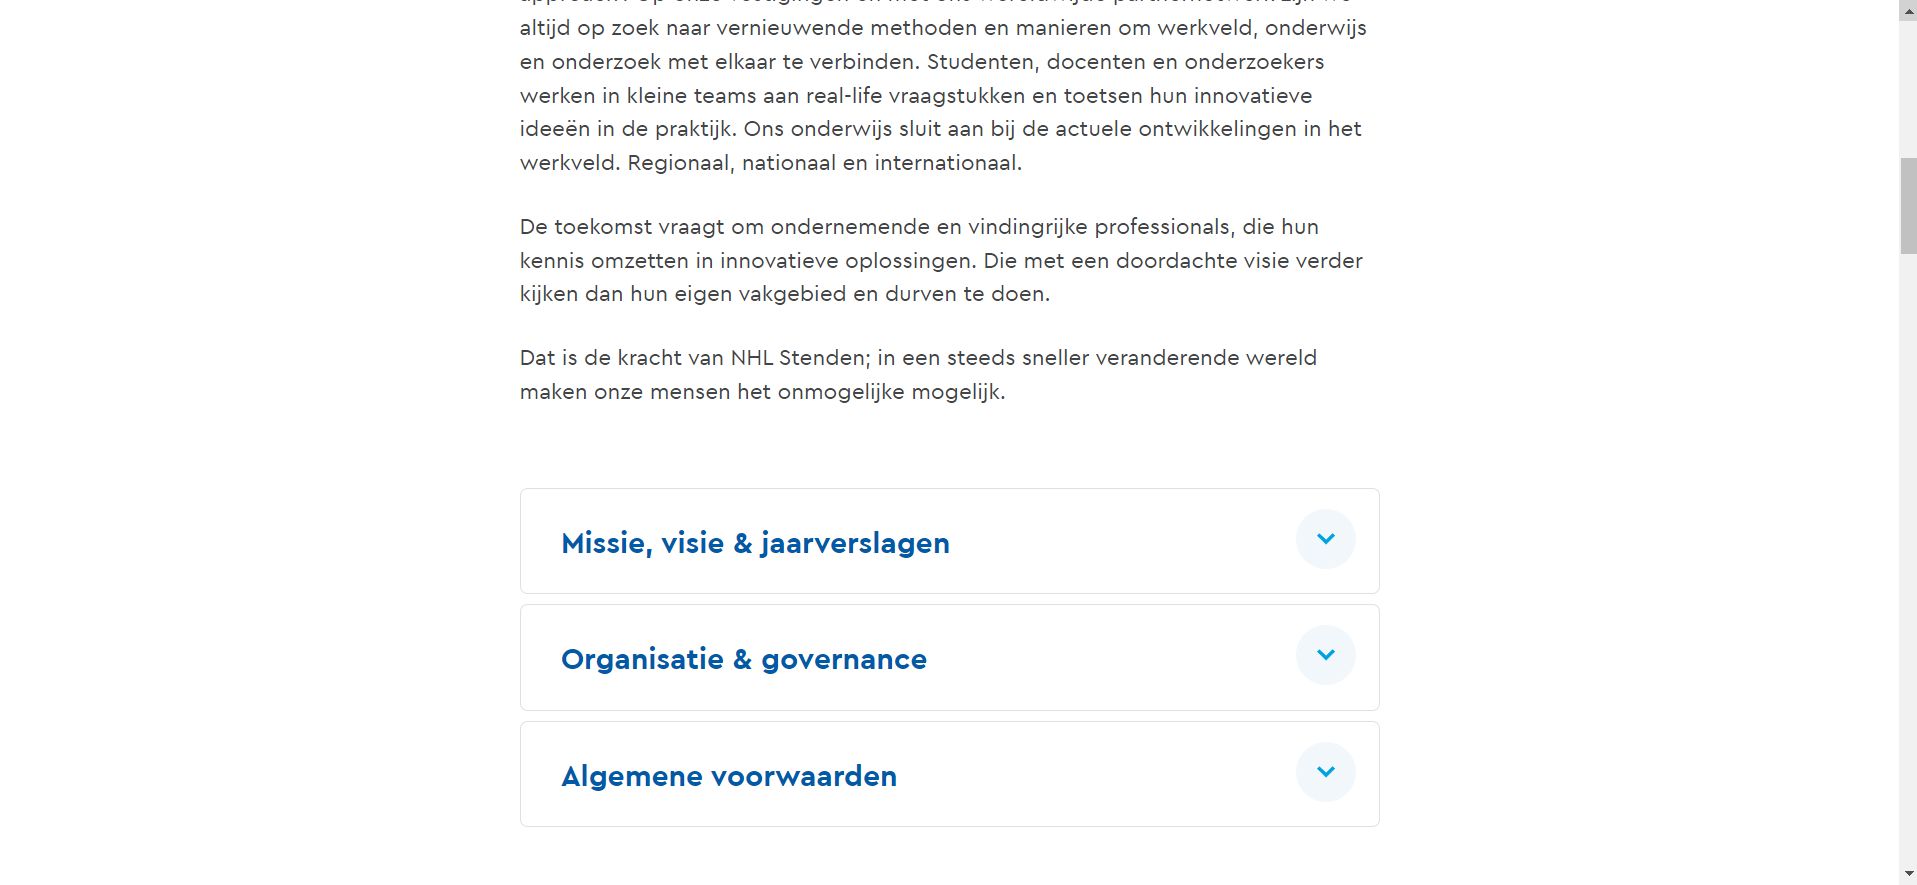 altijd op zoek naar vernieuwende methoden en manieren om werkveld, onderwijs
en onderzoek met elkaar te verbinden. Studenten, docenten en onderzoekers
werken in kleine teams aan real-life vraagstukken en toetsen hun innovatieve
ideeën in de praktijk. Ons onderwijs sluit aan bij de actuele ontwikkelingen in het
werkveld. Regionaal, nationaal en internationaal.
De toekomst vraagt om ondernemende en vindingrijke professionals, die hun
kennis omzetten in innovatieve oplossingen. Die met een doordachte visie verder
kijken dan hun eigen vakgebied en durven te doen.
Dat is de kracht van NHL Stenden; in een steeds sneller veranderende wereld
maken onze mensen het onmogelijke mogelijk.
Missie, visie & jaarverslagen
Organisatie & governance
Algemene voorwaarden